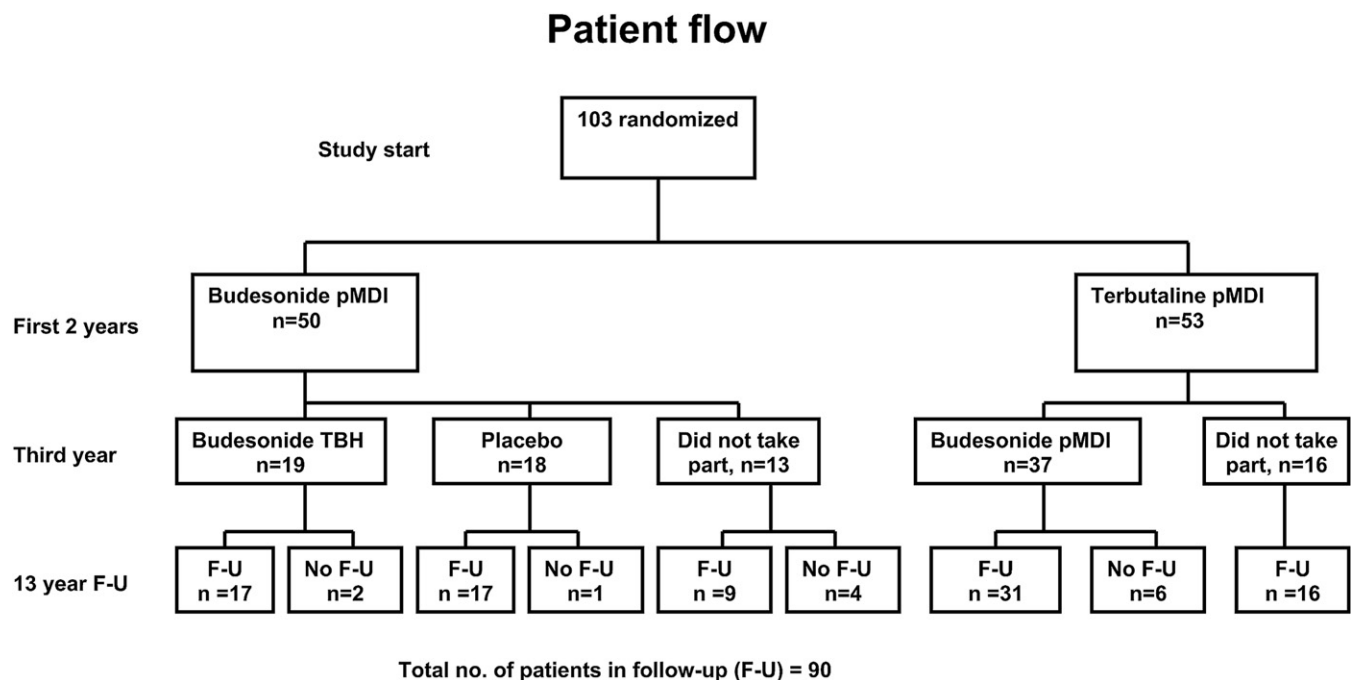 Patient flow
103 randomized
Study start
Budesonide pMDI
n=50
Terbutaline pMDI
n=53
First 2 years
Budesonide TBH
n=19
Placebo
n=18
Did not take
part, n=13
Budesonide pMDI
n=37
Did not take
part, n=16
Third year
F-U
n =17
No F-U
n=2
F-U
n =17
No F-U
n=1
F-U
n =9
No F-U
n=4
F-U
n =31
No F-U
n=6
F-U
n =16
13 year F-U
Total no. of patients in follow-up (F-U) = 90